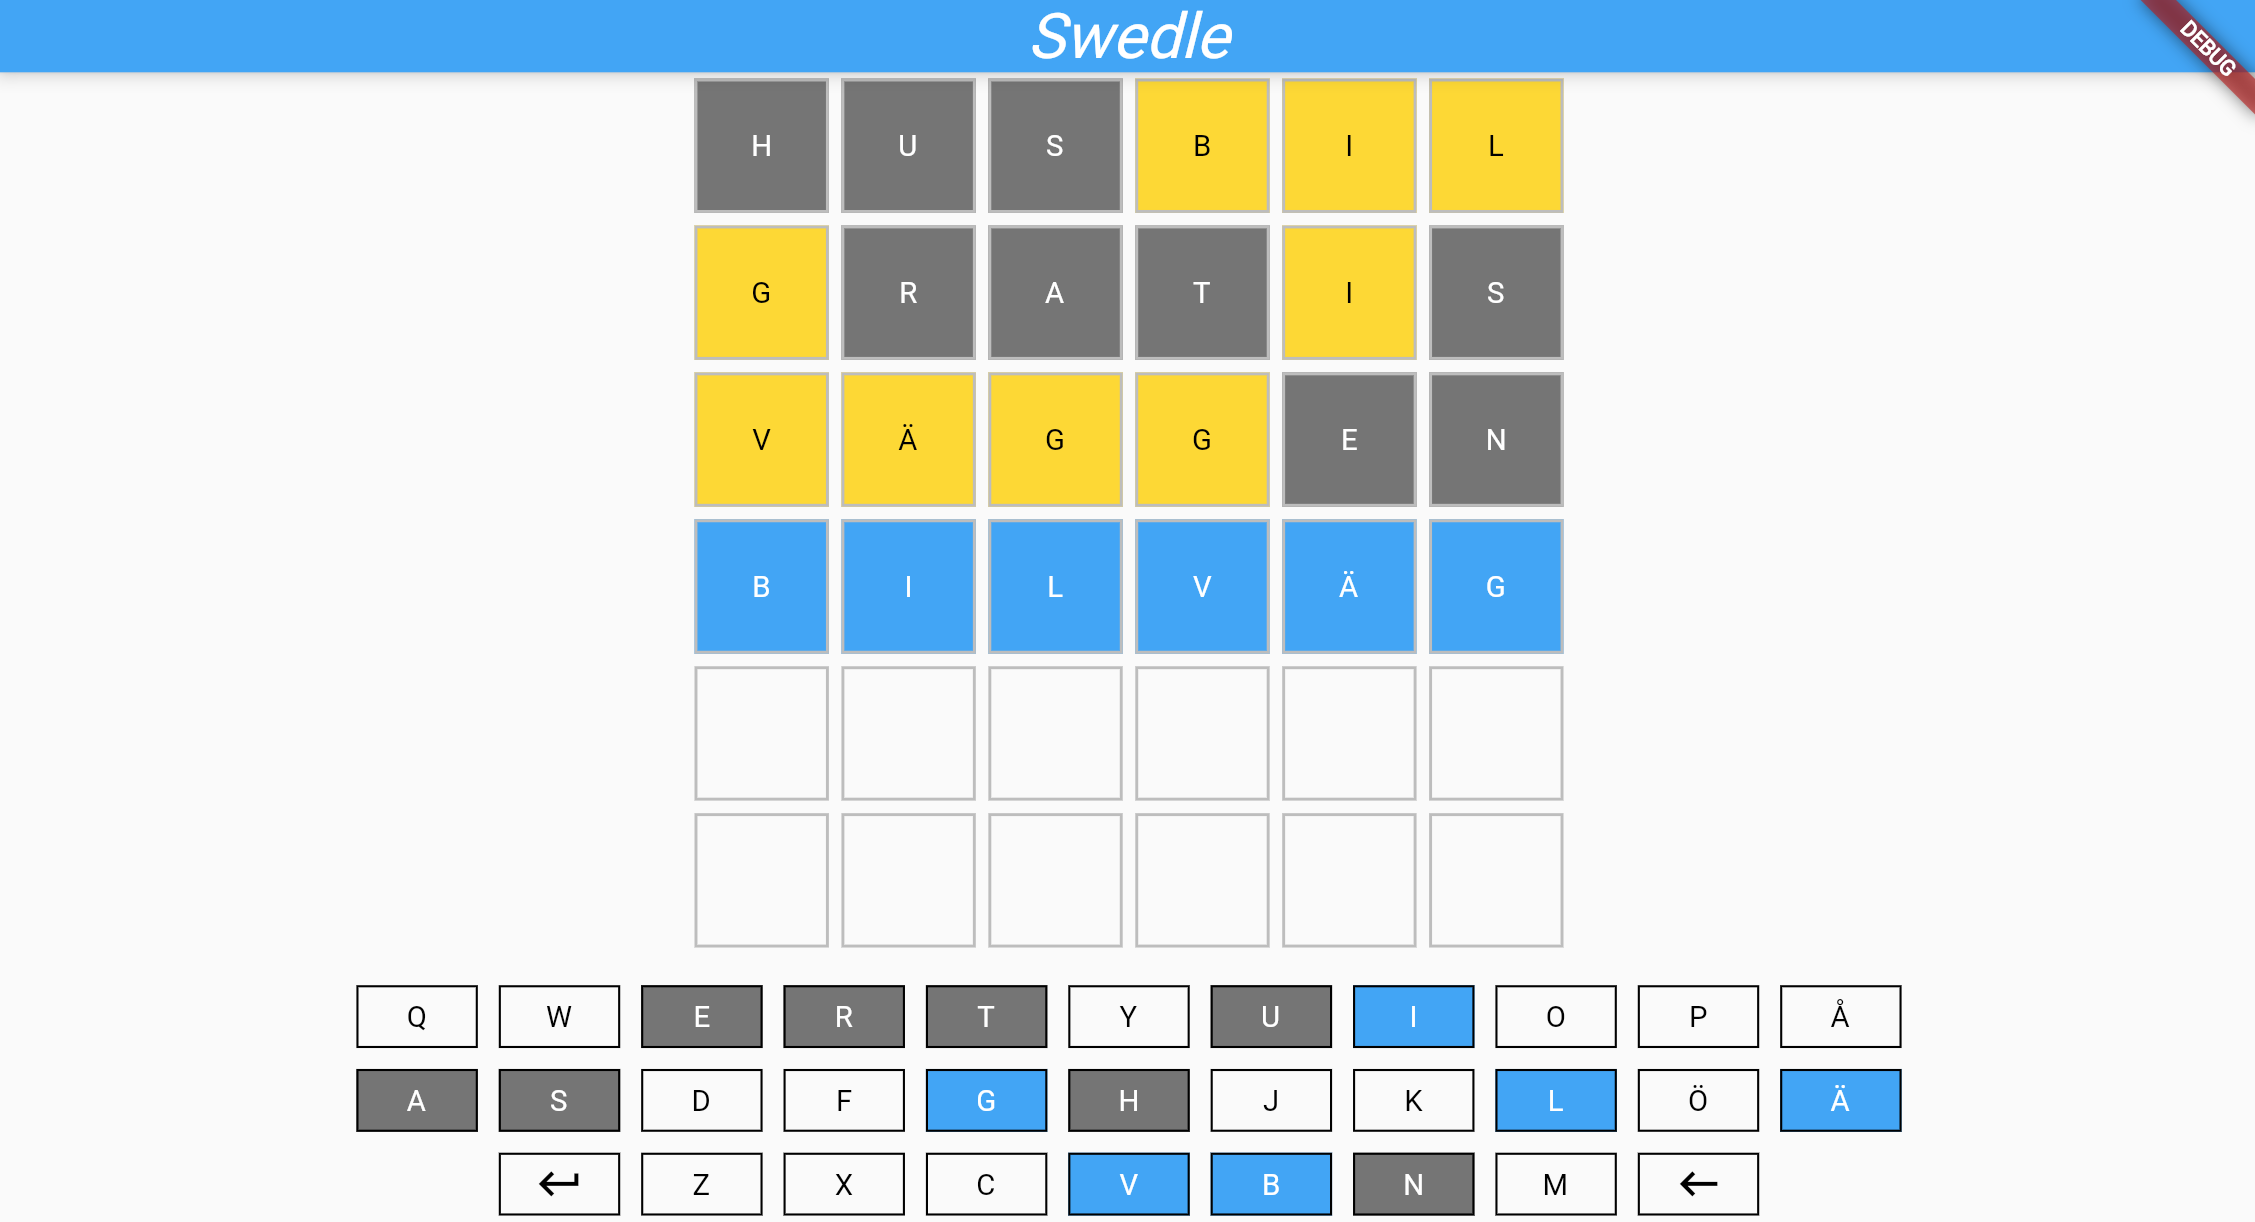 Swedle
DEBUG
H U S B I L
G R A T I S
V Ä G G E N
B I L V Ä G
Q W E R T Y U I O P Å
A S D F G H J K L Ö Ä
Z X C V B N M